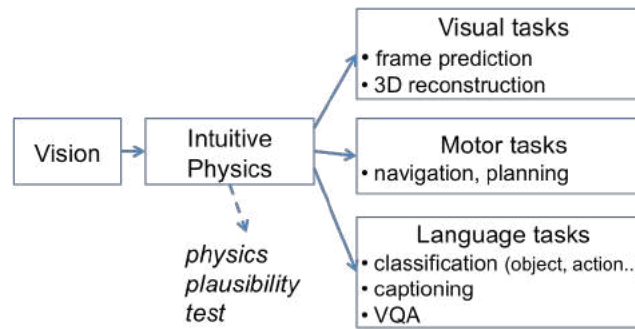 Vision
Intuitive
Physics
physics
plausibility
test
Visual tasks
• frame prediction
• 3D reconstruction
Motor tasks
• navigation, planning
Language tasks
• classification (object, action...
• captioning
• VQA